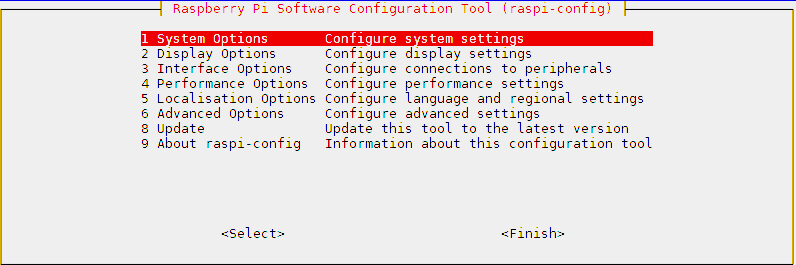 Raspberry Pi Software Configuration Tool (raspi-config)
1 System Options Configure system settings
2 Display Options Configure display settings
3 Interface Options Configure connections to peripherals
4 Performance Options Configure performance settings
5 Localisation Options Configure language and regional settings
6 Advanced Options Configure advanced settings
8 Update Update this tool to the latest version
9 About raspi-config Information about this configuration tool
<Select> <Finish>